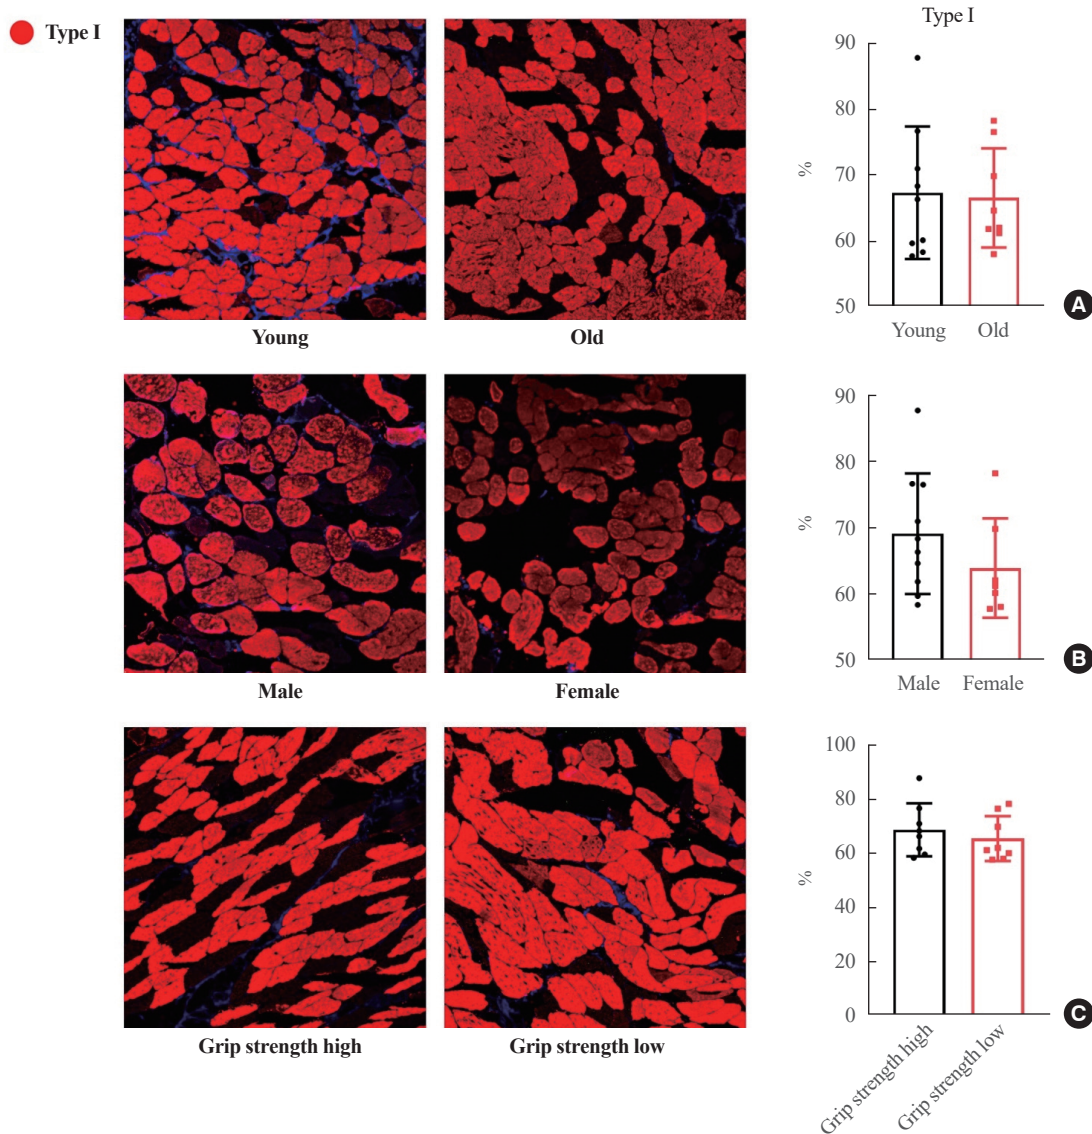 Type I
Young
Old
Type I
90
80
70
60
50
%
Young
Old
A
Male
Female
90
80
70
60
50
%
Male
Female
B
Grip strength high
Grip strength low
100
80
60
40
20
0
%
Grip strength high
Grip strength low
C